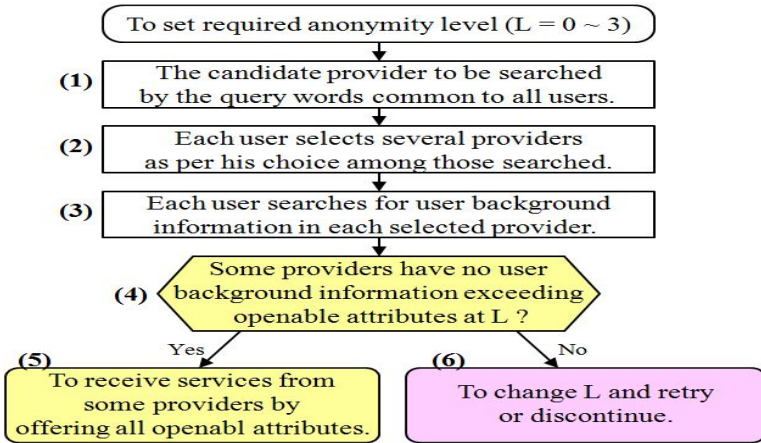 To set required anonymity level (L = 0 ~ 3)
(1)
The candidate provider to be searched
by the query words common to all users.
(2)
Each user selects several providers
as per his choice among those searched.
(3)
Each user searches for user background
information in each selected provider.
(4)
Some providers have no user
background information exceeding
openable attributes at L ?
Yes
No
(5)
To receive services from
some providers by
offering all openabl attributes.
(6)
To change L and retry
or discontinue.